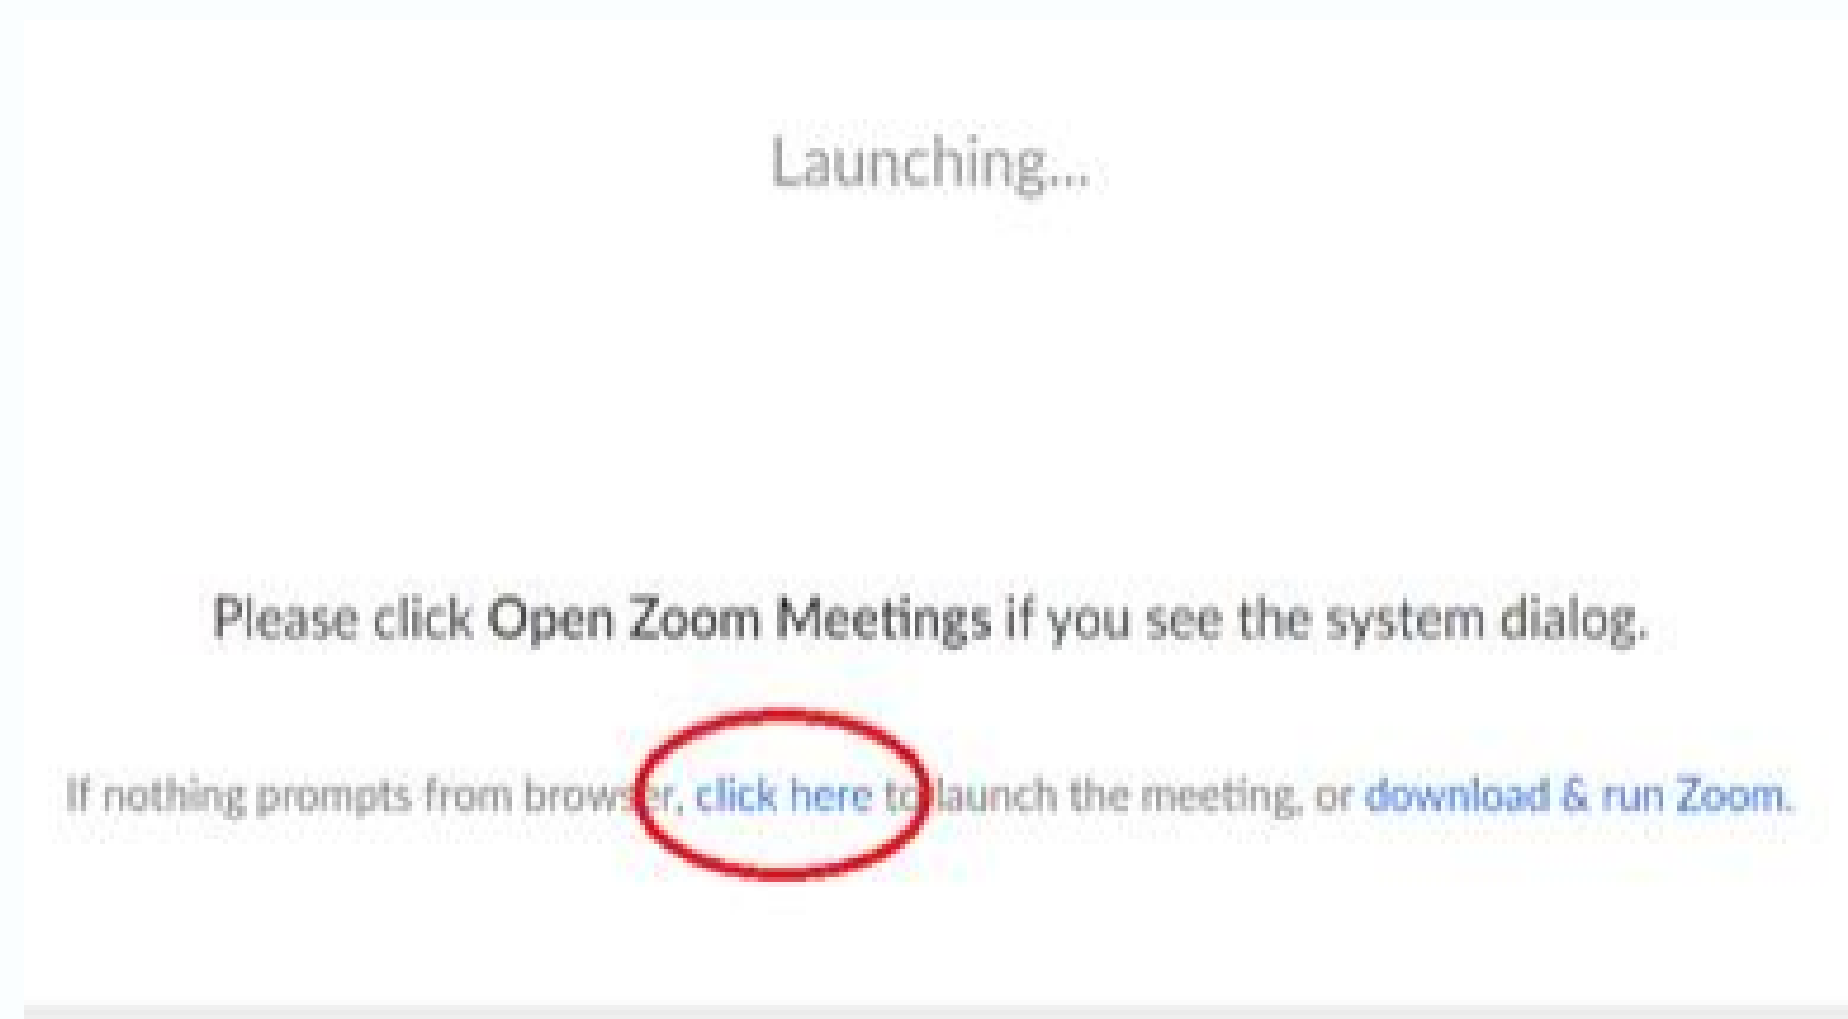 Launching...
Please click Open Zoom Meetings if you see the system dialog.
If nothing prompts from browser, click here to launch the meeting, or download & run Zoom.